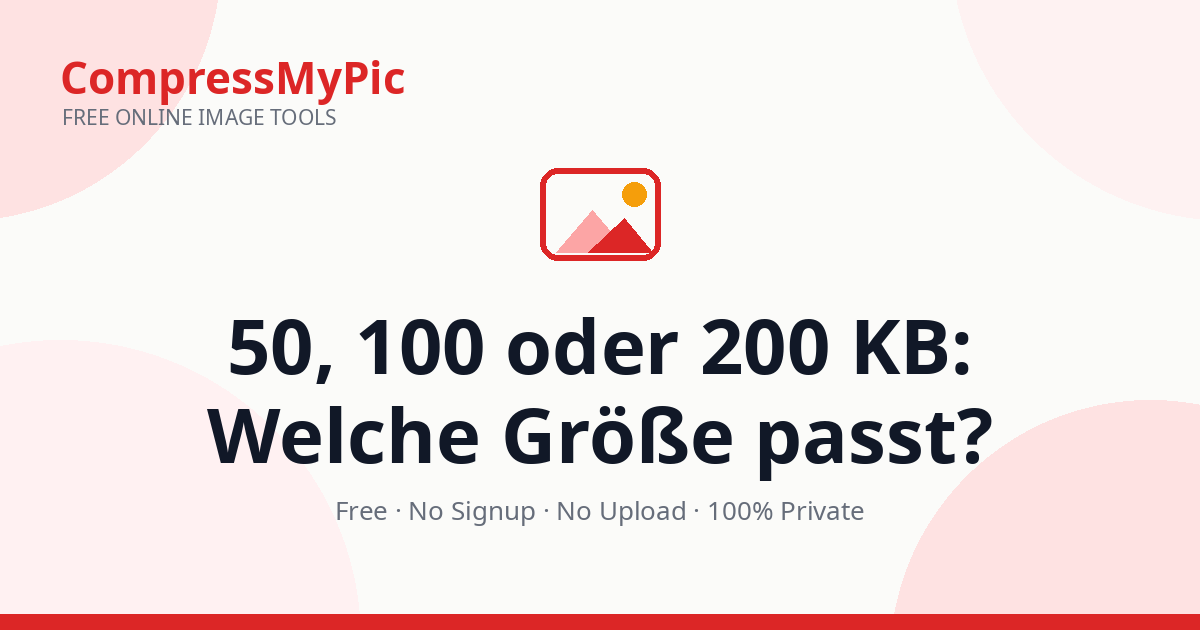 CompressMyPic
FREE ONLINE IMAGE TOOLS
50, 100 oder 200 KB:
Welche Größe passt?
Free · No Signup · No Upload · 100% Private